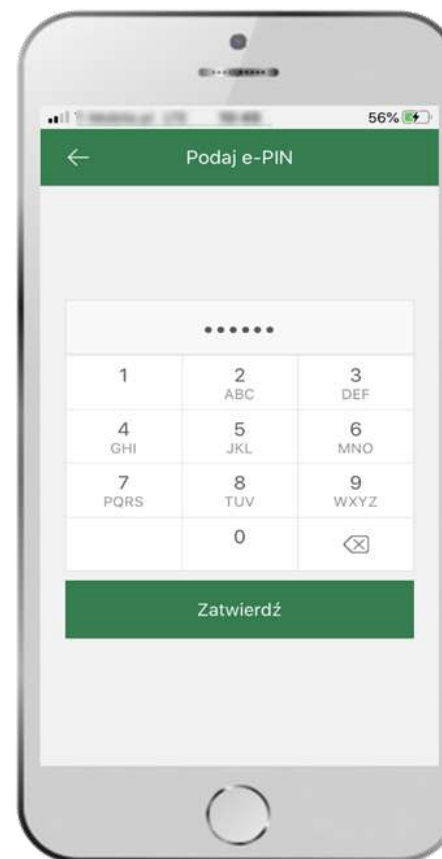 56%
Podaj e-PIN
••••••
1 2 3
ABC DEF
4 5 6
GHI JKL MNO
7 8 9
PQRS TUV WXYZ
0
Zatwierdź